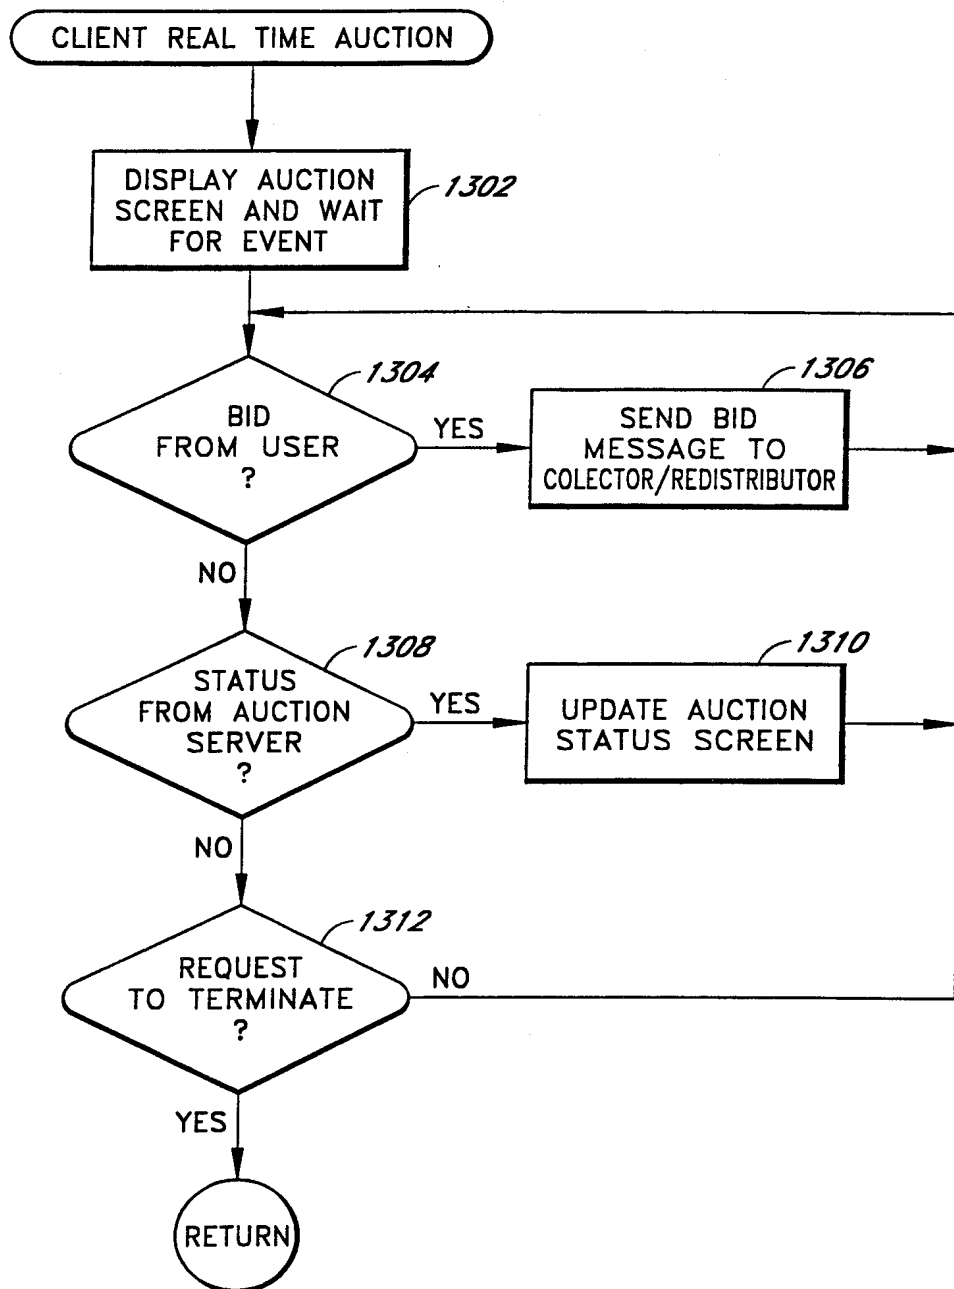 CLIENT REAL TIME AUCTION
DISPLAY AUCTION
SCREEN AND WAIT
FOR EVENT
1302
BID
FROM USER
?
1304
YES
SEND BID
MESSAGE TO
COLECTOR/REDISTRIBUTOR
1306
NO
STATUS
FROM AUCTION
SERVER
?
1308
YES
UPDATE AUCTION
STATUS SCREEN
1310
NO
REQUEST
TO TERMINATE
?
1312
NO
YES
RETURN